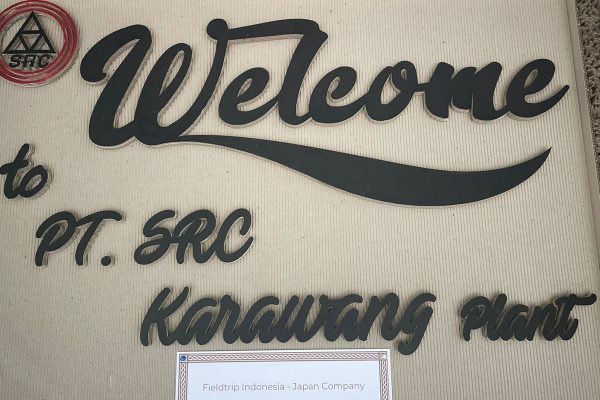 SRC
Welcome
to
PT. SRC
Karawang Plant
Fieldtrip Indonesia - Japan Company